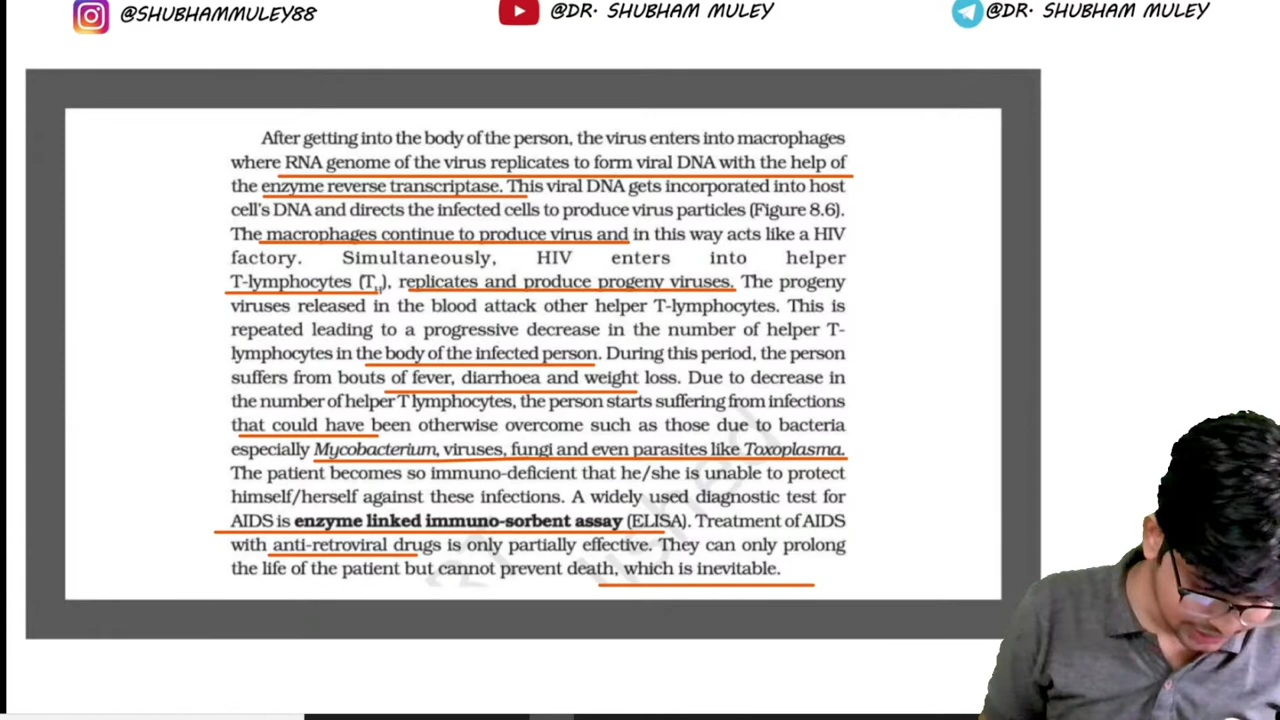 @SHUBHAMMULEY88 @DR. SHUBHAM MULEY @DR. SHUBHAM MULEY
After getting into the body of the person, the virus enters into macrophages
where RNA genome of the virus replicates to form viral DNA with the help of
the enzyme reverse transcriptase. This viral DNA gets incorporated into host
cell's DNA and directs the infected cells to produce virus particles (Figure 8.6).
The macrophages continue to produce virus and in this way acts like a HIV
factory. Simultaneously, HIV enters into helper
T-lymphocytes (TH), replicates and produce progeny viruses. The progeny
viruses released in the blood attack other helper T-lymphocytes. This is
repeated leading to a progressive decrease in the number of helper T-
lymphocytes in the body of the infected person. During this period, the person
suffers from bouts of fever, diarrhoea and weight loss. Due to decrease in
the number of helper T lymphocytes, the person starts suffering from infections
that could have been otherwise overcome such as those due to bacteria
especially Mycobacterium, viruses, fungi and even parasites like Toxoplasma.
The patient becomes so immuno-deficient that he/she is unable to protect
himself/herself against these infections. A widely used diagnostic test for
AIDS is enzyme linked immuno-sorbent assay (ELISA). Treatment of AIDS
with anti-retroviral drugs is only partially effective. They can only prolong
the life of the patient but cannot prevent death, which is inevitable.